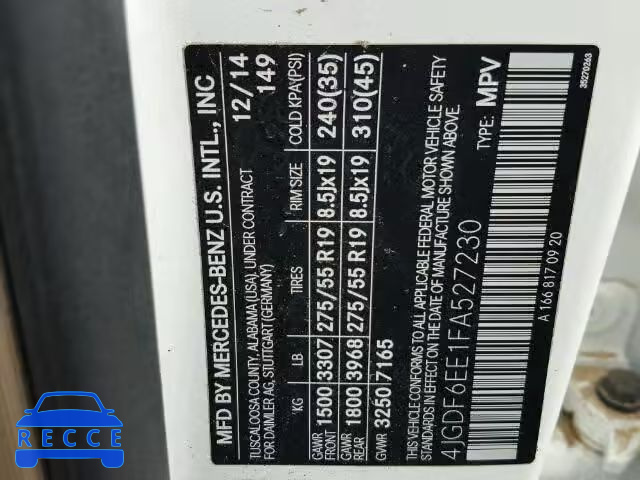 MFD BY MERCEDES-BENZ U.S. INTL., INC
TUSCALOOSA COUNTY, ALABAMA (USA), UNDER CONTRACT
FOR DAIMLER AG, STUTTGART (GERMANY)
12/14
149
KG LB TIRES RIM SIZE COLD KPA/(PSI)
GAWR FRONT 1500 3307 275/55 R19 8.5Jx19 240(35)
GAWR REAR 1800 3968 275/55 R19 8.5Jx19 310(45)
GVWR 3250 7165
THIS VEHICLE CONFORMS TO ALL APPLICABLE FEDERAL MOTOR VEHICLE SAFETY
STANDARDS IN EFFECT ON THE DATE OF MANUFACTURE SHOWN ABOVE.
4JGDF6EE1FA527230
TYPE: MPV
A 166 817 09 20
35270263
RECCE